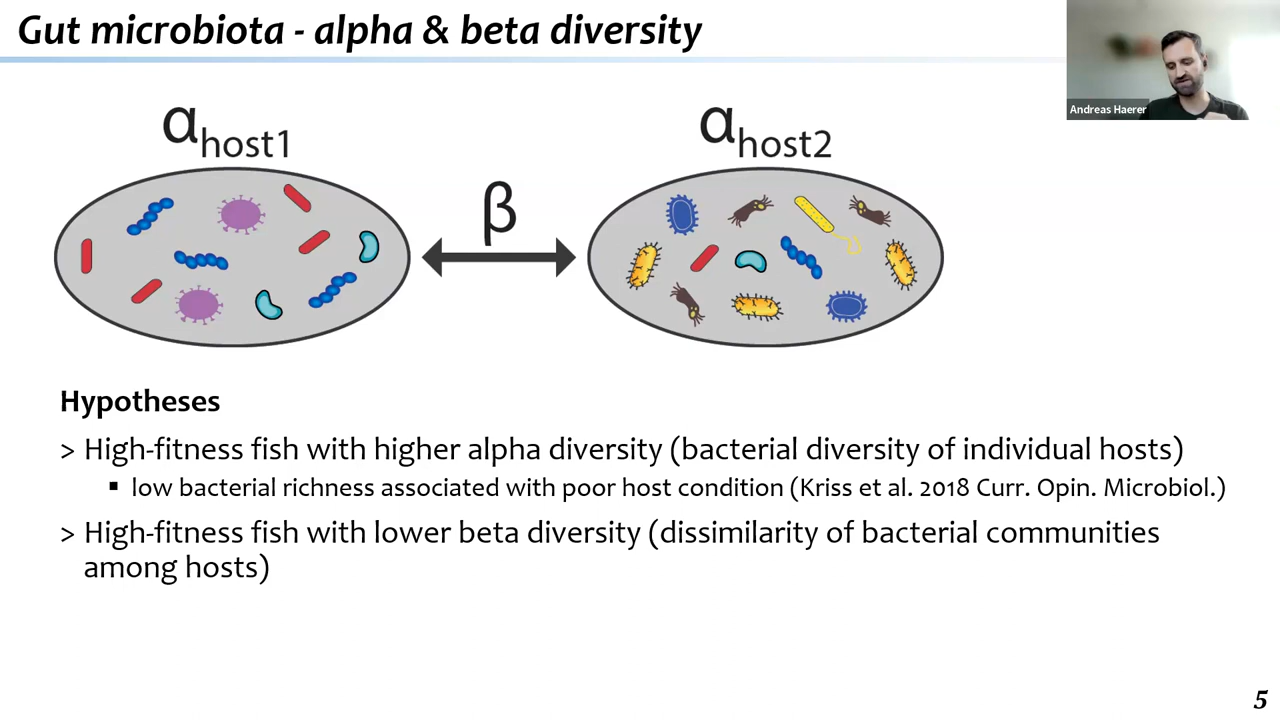 Gut microbiota - alpha & beta diversity
Andreas Haerer
αhost1
αhost2
β
Hypotheses
> High-fitness fish with higher alpha diversity (bacterial diversity of individual hosts)
▪ low bacterial richness associated with poor host condition (Kriss et al. 2018 Curr. Opin. Microbiol.)
> High-fitness fish with lower beta diversity (dissimilarity of bacterial communities
among hosts)
5